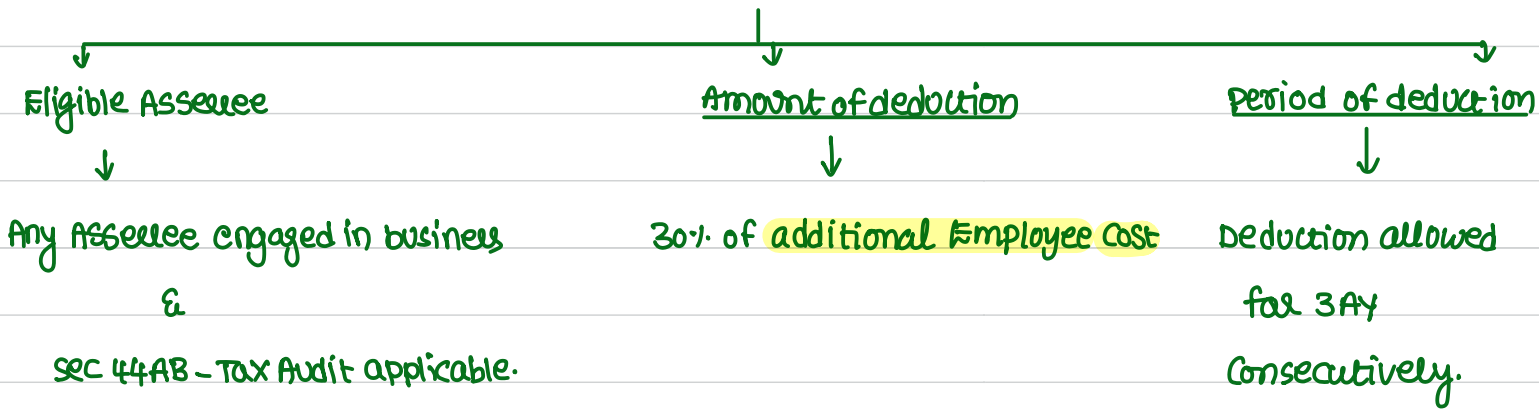 Eligible Assessee
Amount of deduction
Period of deduction
Any Assessee engaged in business
&
Sec 44AB - Tax Audit applicable.
30% of additional Employee Cost
Deduction allowed
for 3 AY
Consecutively.